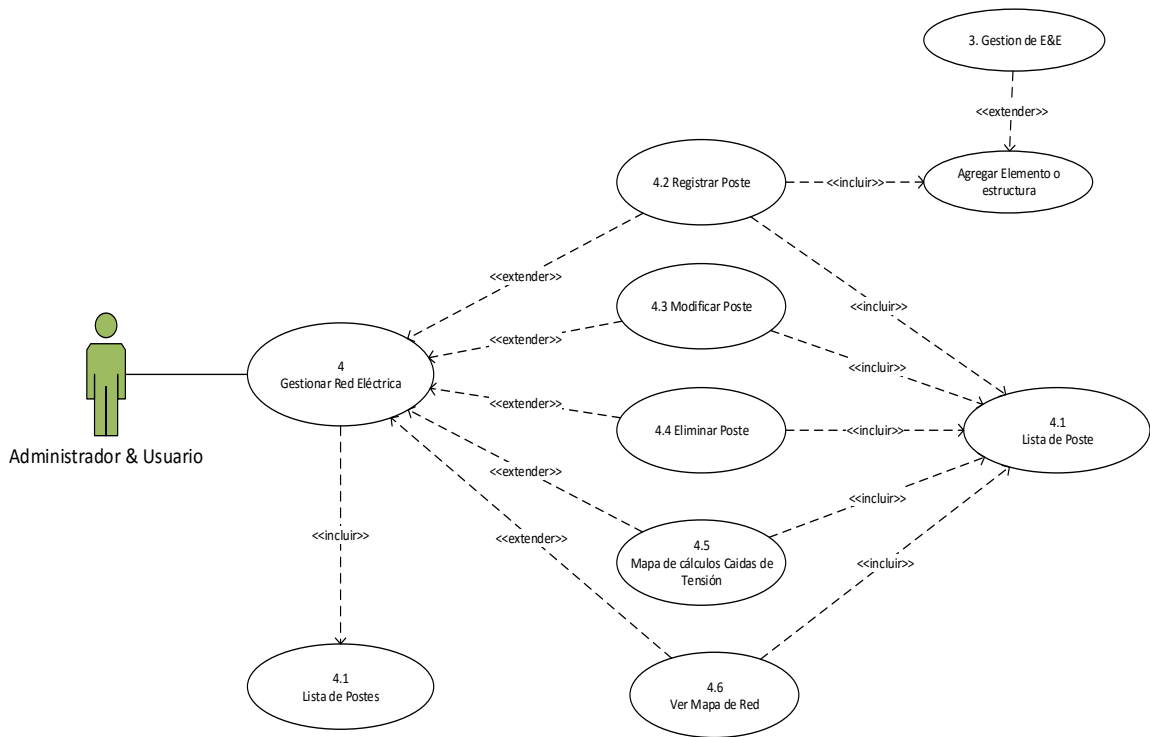 3. Gestion de E&E
<<extender>>
4.2 Registrar Poste
<<incluir>>
Agregar Elemento o
estructura
<<extender>>
4.3 Modificar Poste
<<incluir>>
<<extender>>
<<incluir>>
4
Gestionar Red Eléctrica
<<extender>>
4.4 Eliminar Poste
<<incluir>>
4.1
Lista de Poste
Administrador & Usuario
<<extender>>
<<incluir>>
<<extender>>
<<incluir>>
4.5
Mapa de cálculos Caidas de
Tensión
<<incluir>>
4.1
Lista de Postes
4.6
Ver Mapa de Red